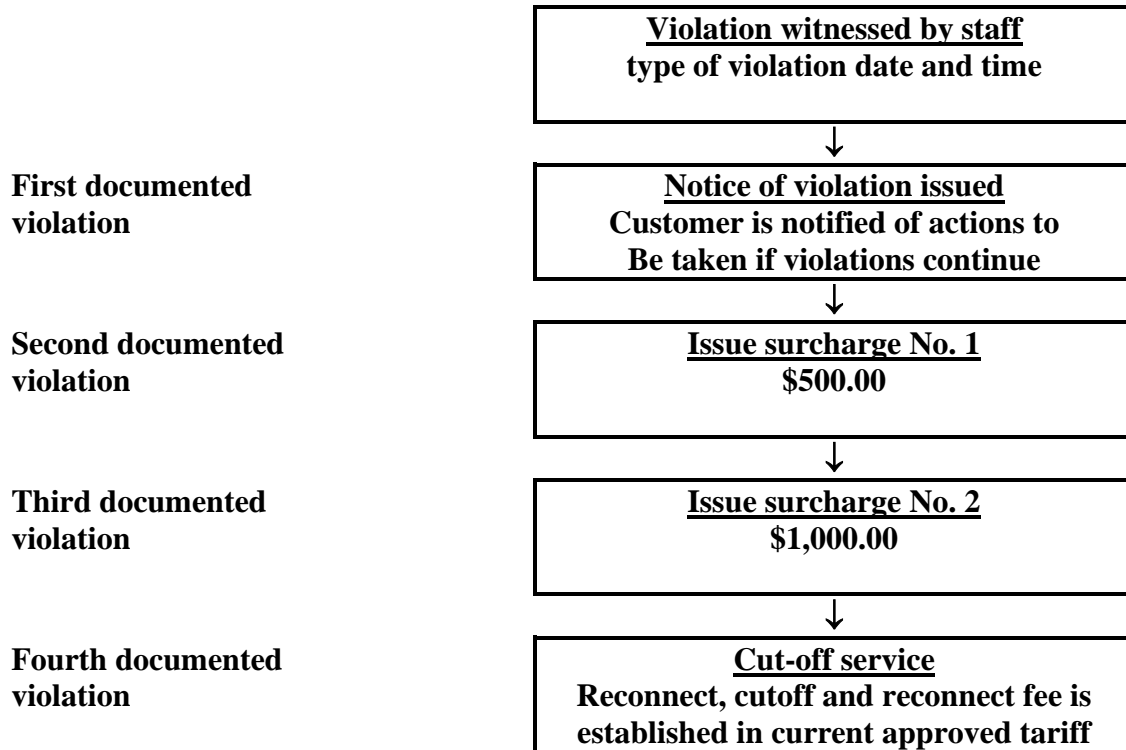 Violation witnessed by staff
type of violation date and time
First documented
violation
Notice of violation issued
Customer is notified of actions to
Be taken if violations continue
Second documented
violation
Issue surcharge No. 1
$500.00
Third documented
violation
Issue surcharge No. 2
$1,000.00
Fourth documented
violation
Cut-off service
Reconnect, cutoff and reconnect fee is
established in current approved tariff